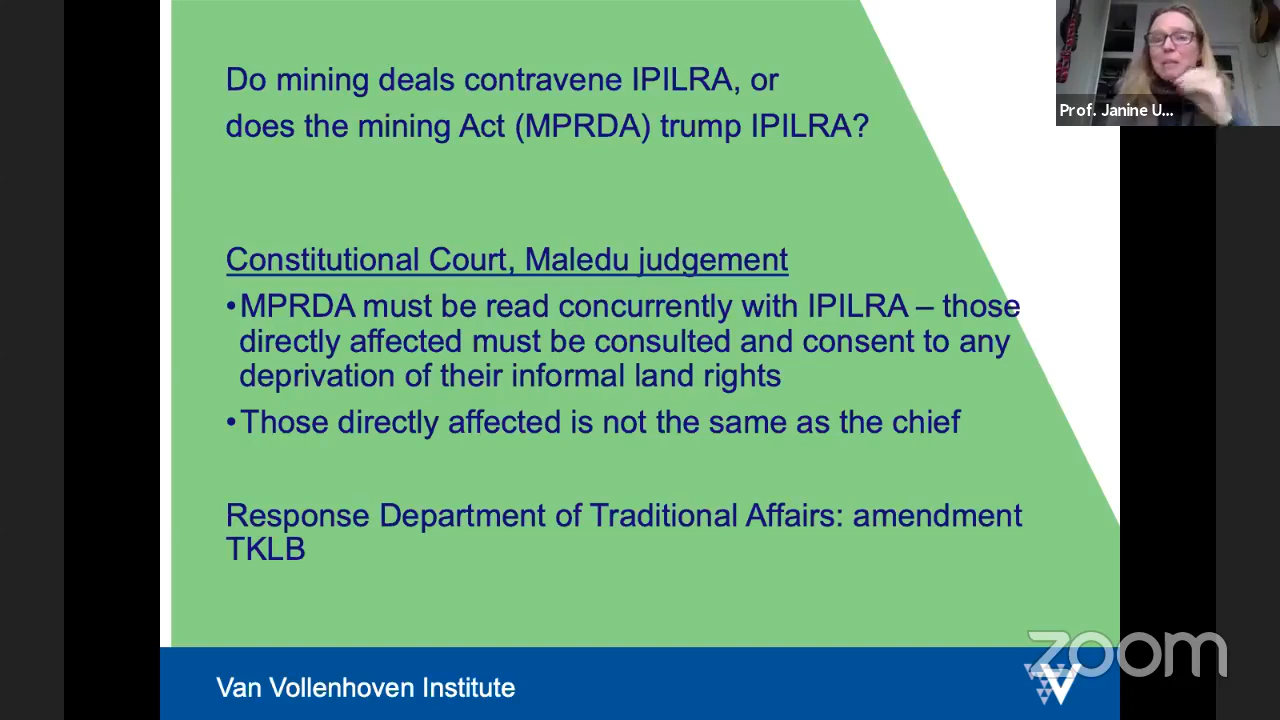 Do mining deals contravene IPILRA, or
does the mining Act (MPRDA) trump IPILRA?
Constitutional Court, Maledu judgement
•MPRDA must be read concurrently with IPILRA – those
directly affected must be consulted and consent to any
deprivation of their informal land rights
•Those directly affected is not the same as the chief
Response Department of Traditional Affairs: amendment
TKLB
Van Vollenhoven Institute
Prof. Janine U...
zoom